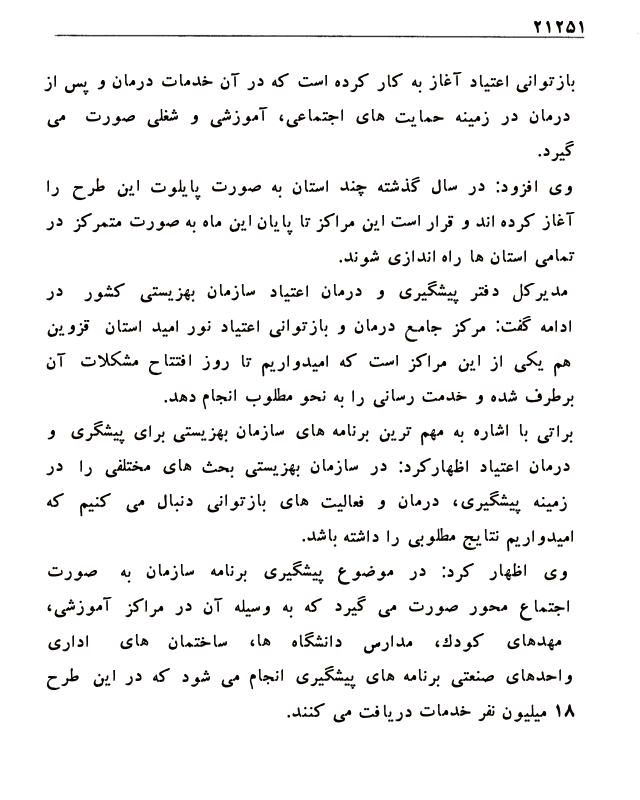 ۲۱۲۵۱
بازتوانی اعتیاد آغاز به کار کرده است که در آن خدمات درمان و پس از
درمان در زمینه حمایت های اجتماعی، آموزشی و شغلی صورت می
گیرد.
وی افزود: در سال گذشته چند استان به صورت پایلوت این طرح را
آغاز کرده اند و قرار است این مراکز تا پایان این ماه به صورت متمرکز در
تمامی استان ها راه اندازی شوند.
مدیرکل دفتر پیشگیری و درمان اعتیاد سازمان بهزیستی کشور در
ادامه گفت: مرکز جامع درمان و بازتوانی اعتیاد نور امید استان قزوین
هم یکی از این مراکز است که امیدواریم تا روز افتتاح مشکلات آن
برطرف شده و خدمت رسانی را به نحو مطلوب انجام دهد.
براتی با اشاره به مهم ترین برنامه های سازمان بهزیستی برای پیشگری و
درمان اعتیاد اظهارکرد: در سازمان بهزیستی بحث های مختلفی را در
زمینه پیشگیری، درمان و فعالیت های بازتوانی دنبال می کنیم که
امیدواریم نتایج مطلوبی را داشته باشد.
وی اظهار کرد: در موضوع پیشگیری برنامه سازمان به صورت
اجتماع محور صورت می گیرد که به وسیله آن در مراکز آموزشی،
مهدهای کودك، مدارس دانشگاه ها، ساختمان های اداری
واحدهای صنعتی برنامه های پیشگیری انجام می شود که در این طرح
۱۸ میلیون نفر خدمات دریافت می کنند.